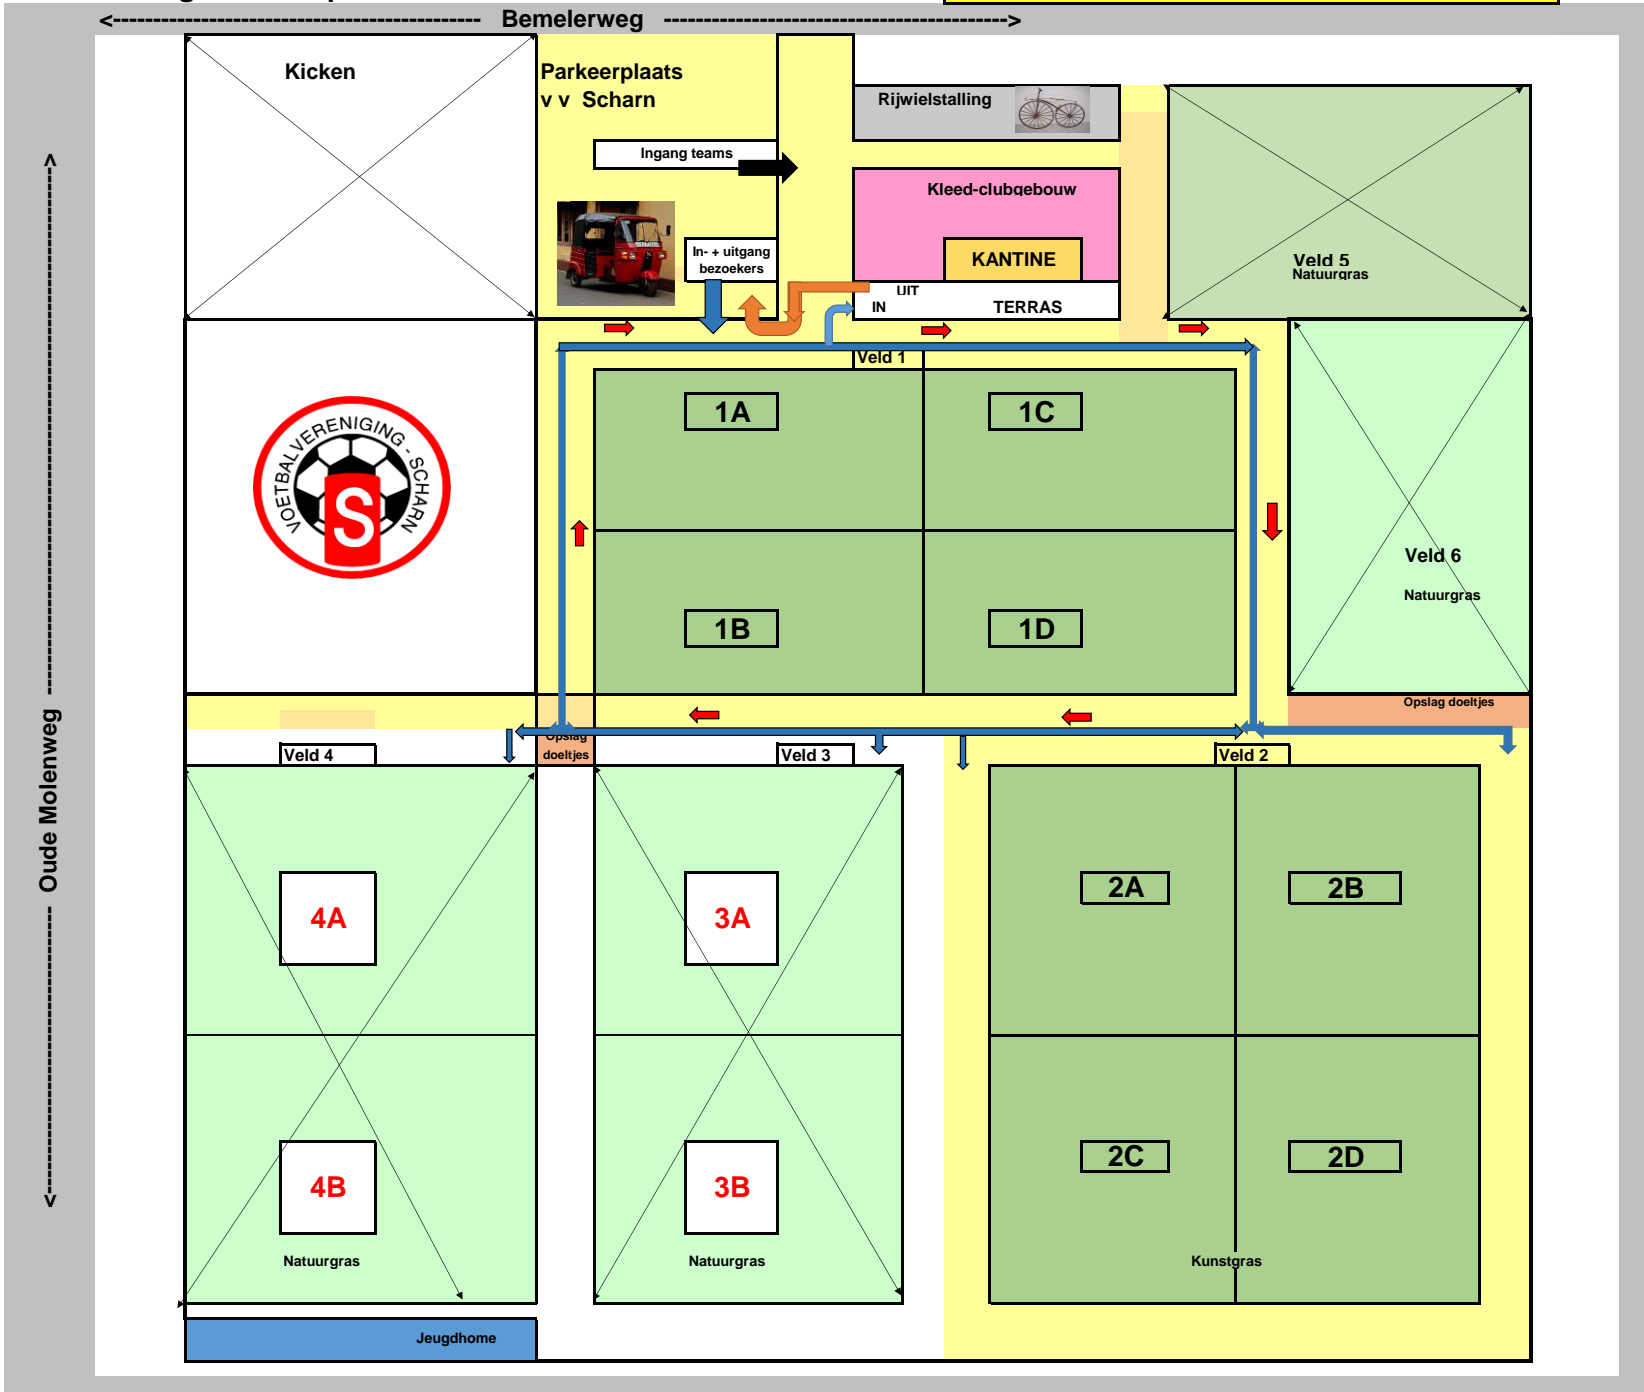 <------------------------------------------- Bemelerweg ---------------------------------------->
Kicken
Parkeerplaats
v v Scharn
Rijwielstalling
Ingang teams
Kleed-clubgebouw
In- + uitgang
bezoekers
KANTINE
UIT
IN
TERRAS
Veld 5
Natuurgras
Veld 1
1A
1C
VOETBALVERENIGING - SCHARN
S
1B
1D
Veld 6
Natuurgras
Opslag doeltjes
Opslag
doeltjes
Veld 4
Veld 3
Veld 2
Oude Molenweg
4A
3A
2A
2B
4B
3B
2C
2D
Natuurgras
Natuurgras
Kunstgras
Jeugdhome